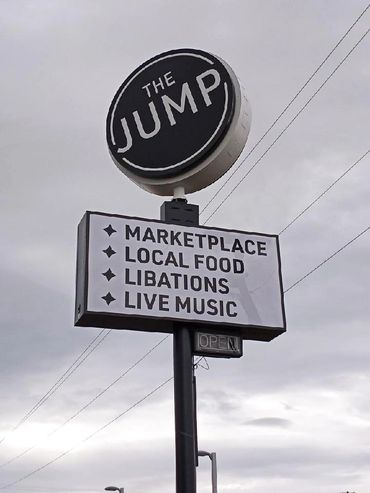 THE
JUMP
✦ MARKETPLACE
✦ LOCAL FOOD
✦ LIBATIONS
✦ LIVE MUSIC
OPEN